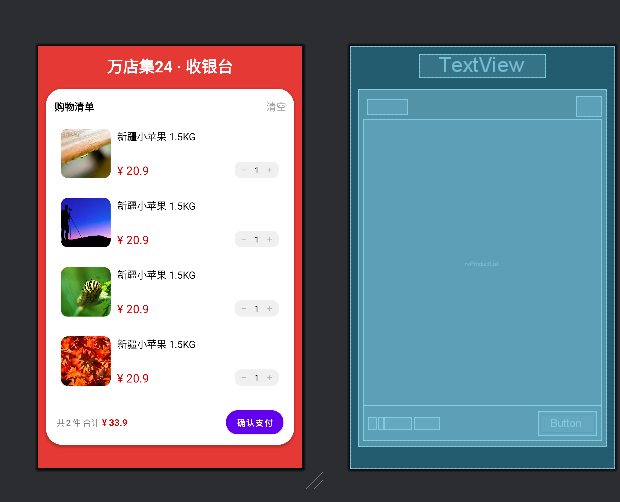 万店集24 · 收银台
TextView
购物清单
清空
新疆小苹果 1.5KG
¥ 20.9
− 1 +
新疆小苹果 1.5KG
¥ 20.9
− 1 +
新疆小苹果 1.5KG
¥ 20.9
− 1 +
新疆小苹果 1.5KG
¥ 20.9
− 1 +
共 2 件 合计 ¥ 33.9
确认支付
Button